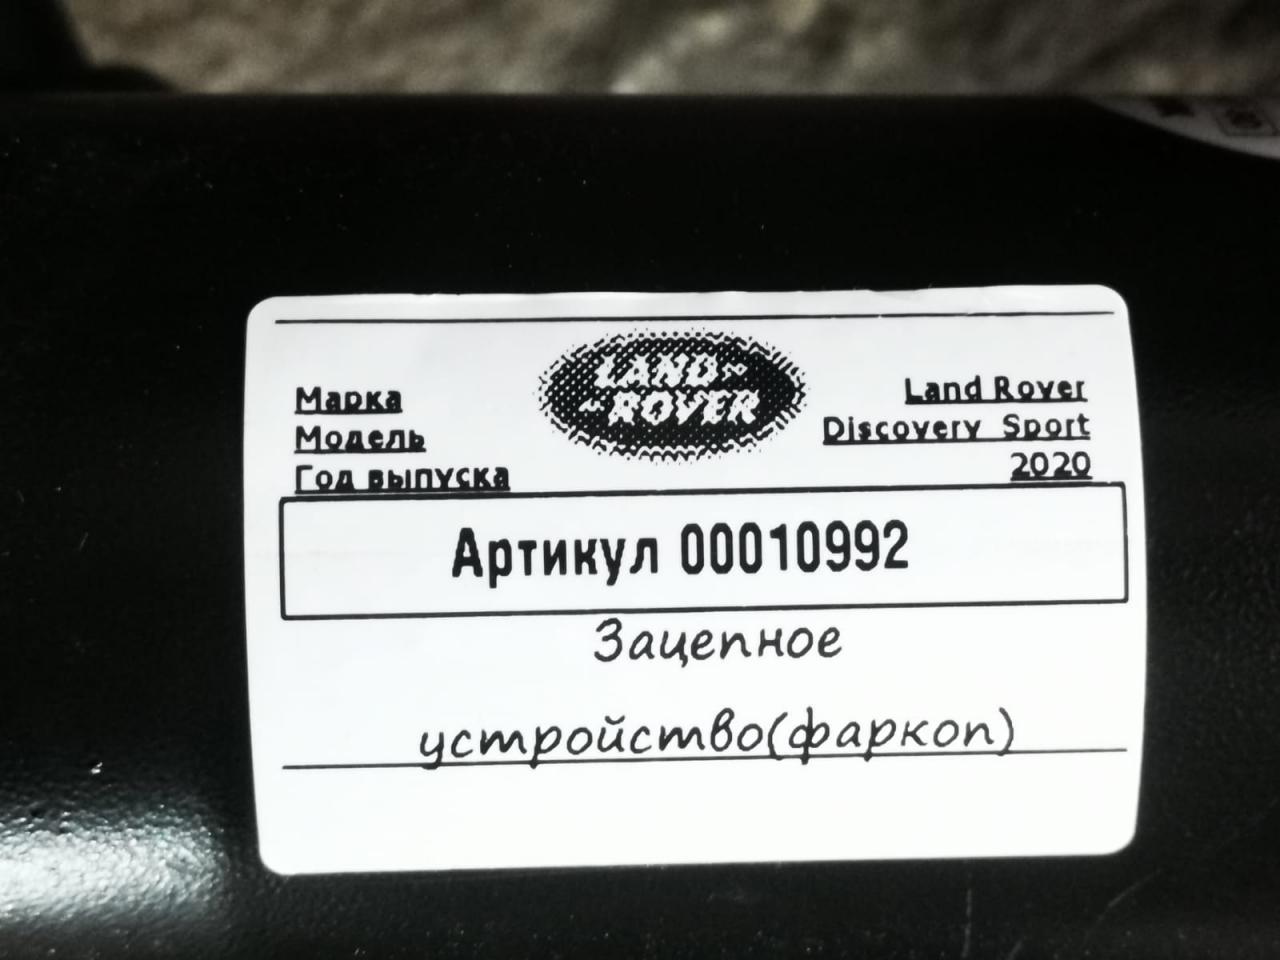 LAND
ROVER
Марка Land Rover
Модель Discovery Sport
Год выпуска 2020
Артикул 00010992
Зацепное
устройство(фаркоп)